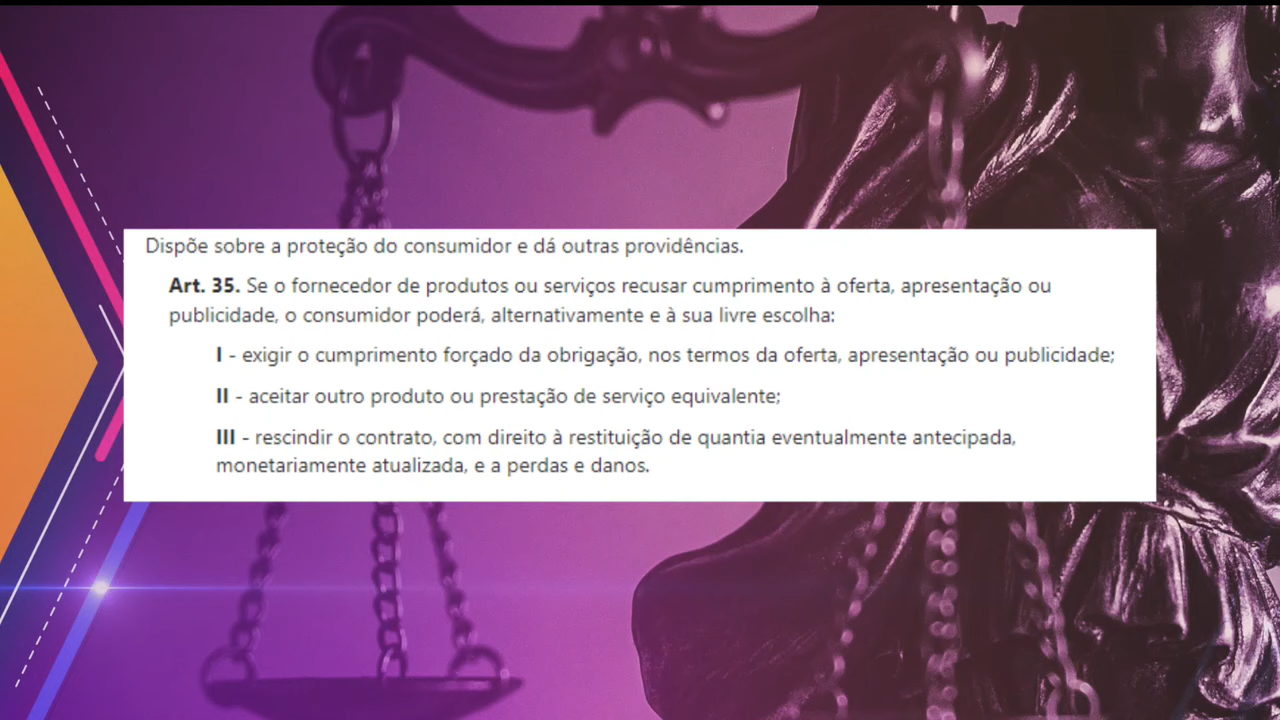 Dispõe sobre a proteção do consumidor e dá outras providências.
Art. 35. Se o fornecedor de produtos ou serviços recusar cumprimento à oferta, apresentação ou
publicidade, o consumidor poderá, alternativamente e à sua livre escolha:
I - exigir o cumprimento forçado da obrigação, nos termos da oferta, apresentação ou publicidade;
II - aceitar outro produto ou prestação de serviço equivalente;
III - rescindir o contrato, com direito à restituição de quantia eventualmente antecipada,
monetariamente atualizada, e a perdas e danos.